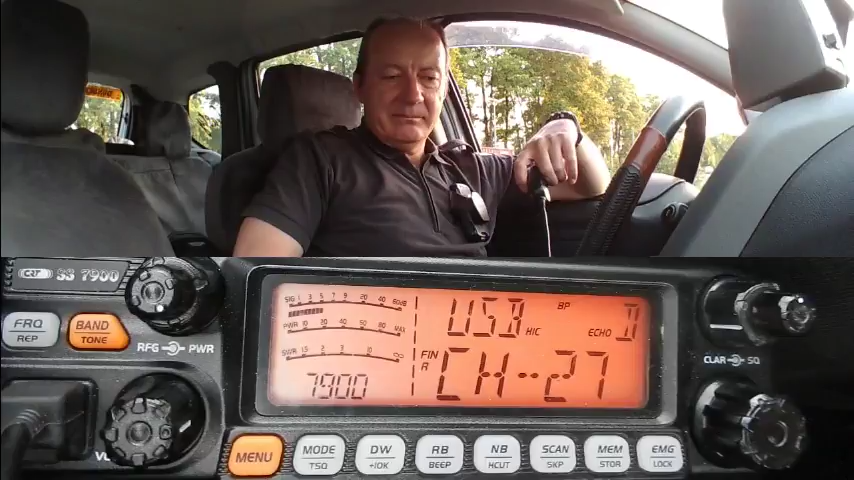 CRT SS 7900
FRQ
REP
BAND
TONE
RFG PWR
SIG 1 3 5 7 9 20 40 60dB
PWR 10 30 40 50 60 MAX
SWR 1.5 2 3 10 ∞
7900
USB HIC BP ECHO D
FIN
R
CH--27
CLAR SQ
MENU
MODE
TSQ
DW
+10K
RB
BEEP
NB
HCUT
SCAN
SKP
MEM
STOR
EMG
LOCK